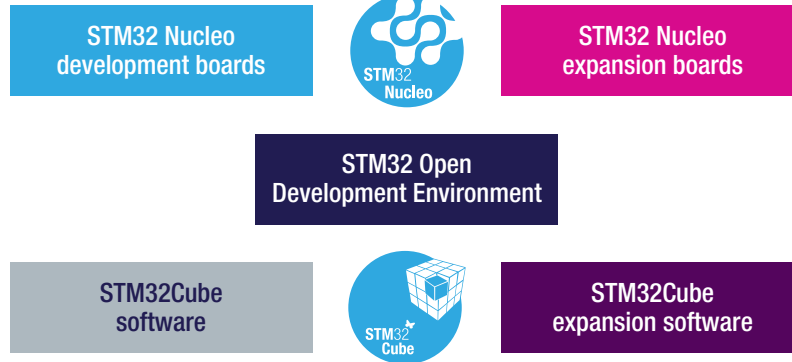 STM32 Nucleo
development boards
STM32
Nucleo
STM32 Nucleo
expansion boards
STM32 Open
Development Environment
STM32Cube
software
STM32
Cube
STM32Cube
expansion software